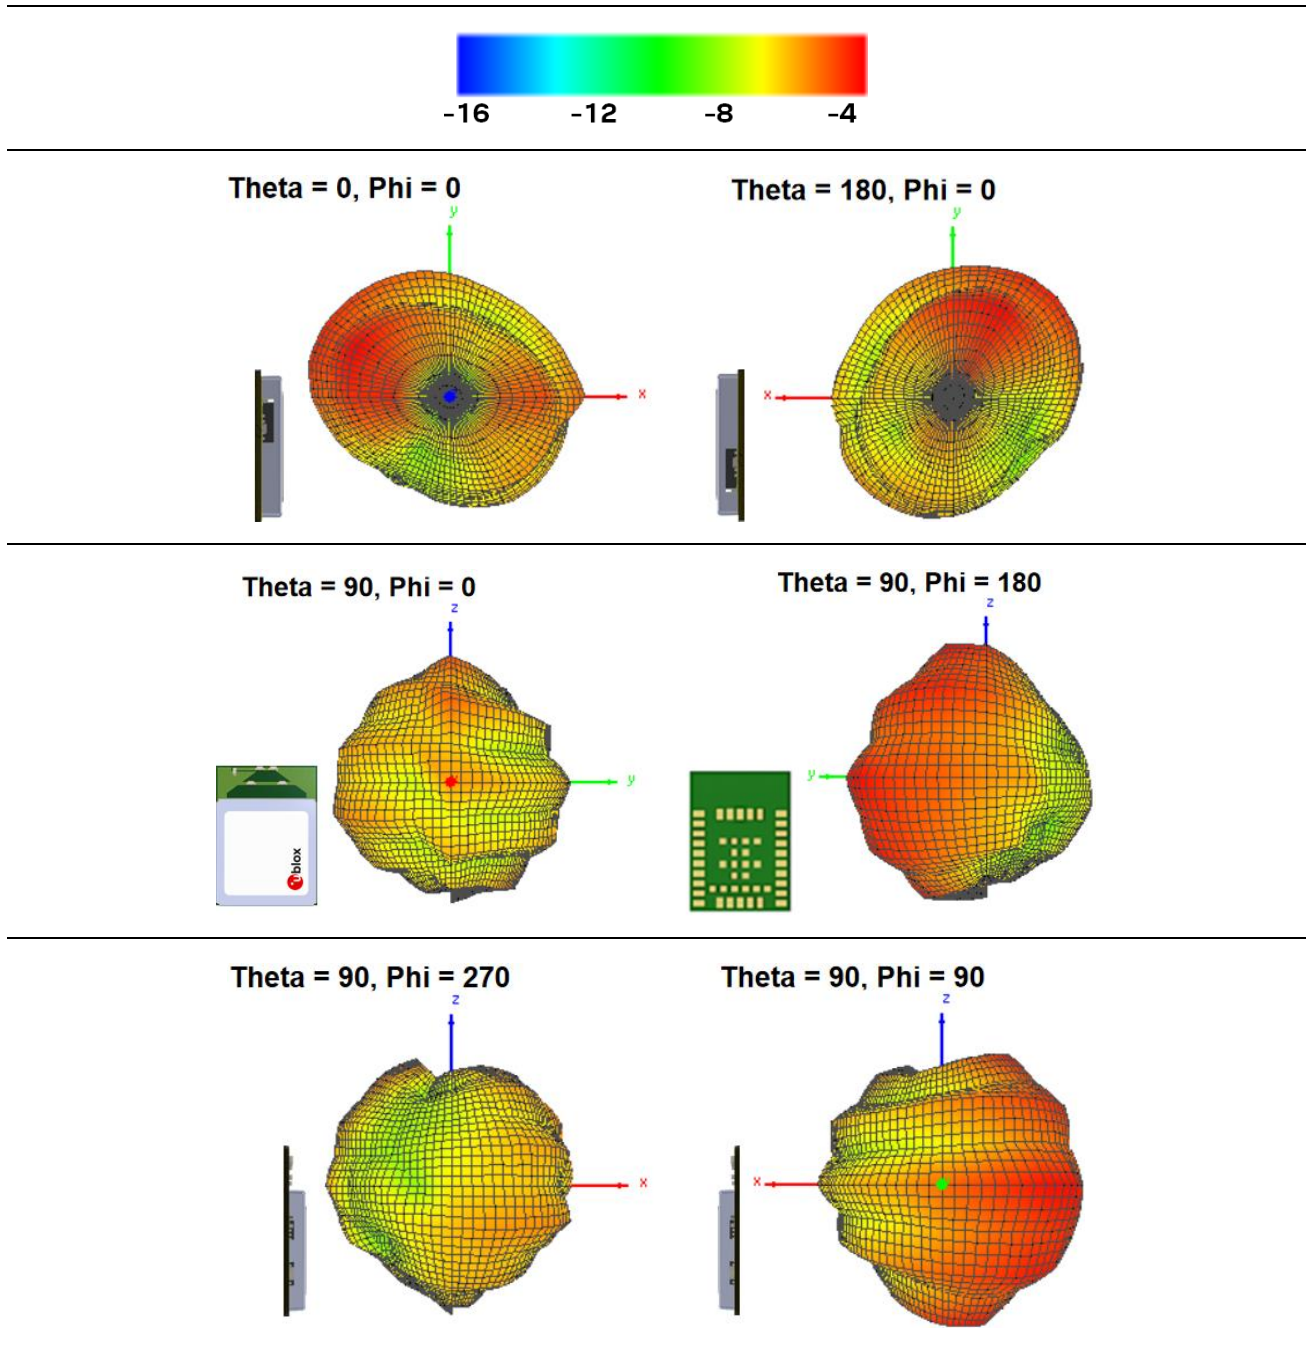 -16 -12 -8 -4
Theta = 0, Phi = 0
Theta = 180, Phi = 0
y
y
x
x
Theta = 90, Phi = 0
Theta = 90, Phi = 180
z
z
y
y
ublox
Theta = 90, Phi = 270
Theta = 90, Phi = 90
z
z
x
x